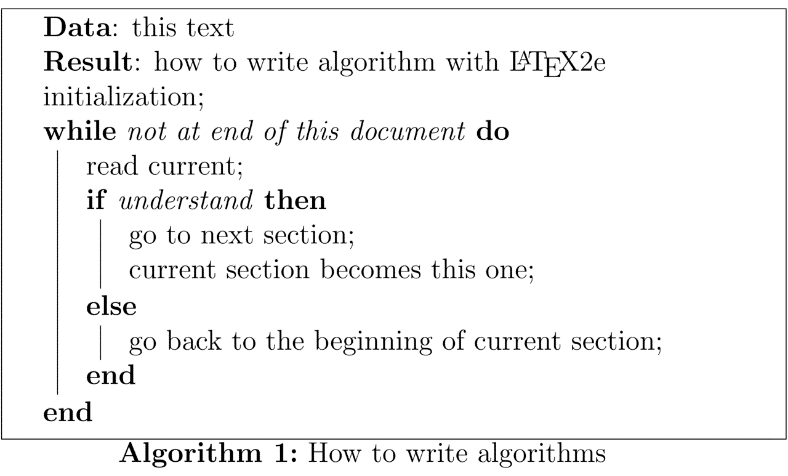 Data: this text
Result: how to write algorithm with LATEX2e
initialization;
while not at end of this document do
read current;
if understand then
go to next section;
current section becomes this one;
else
go back to the beginning of current section;
end
end
Algorithm 1: How to write algorithms